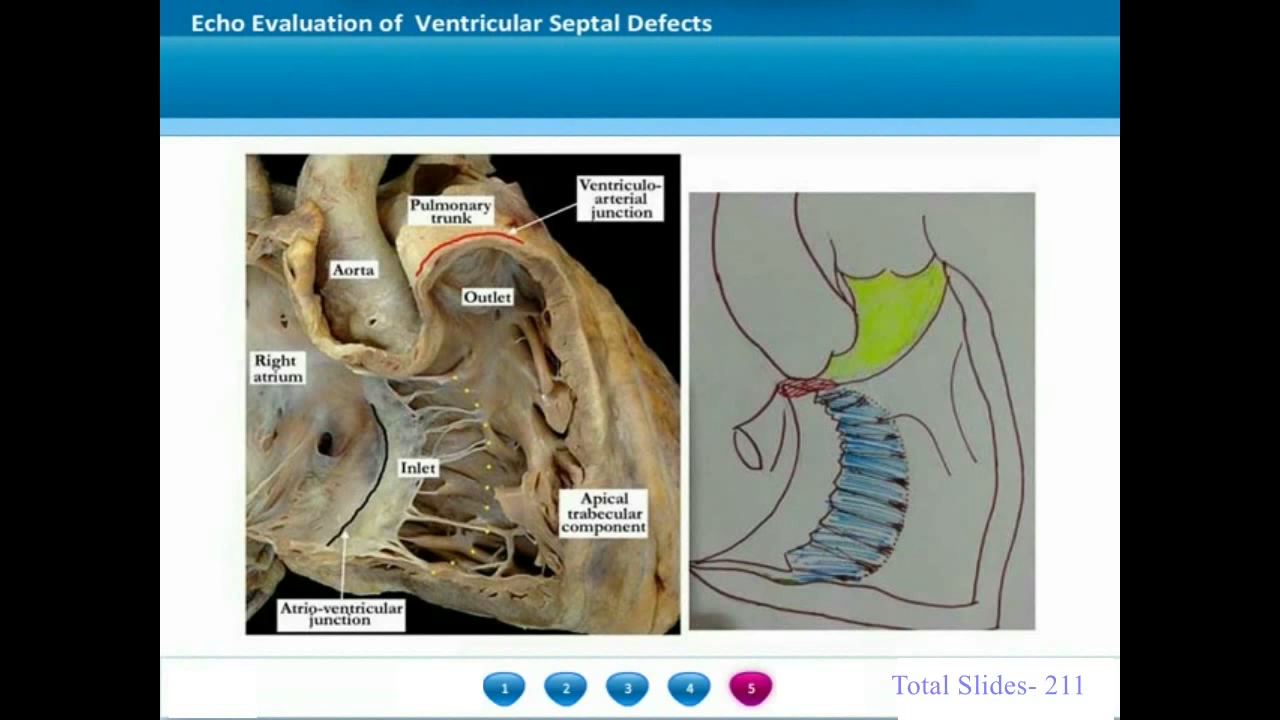 Echo Evaluation of Ventricular Septal Defects
Ventriculo-
arterial
junction
Pulmonary
trunk
Aorta
Outlet
Right
atrium
Inlet
Apical
trabecular
component
Atrio-ventricular
junction
1 2 3 4 5
Total Slides- 211